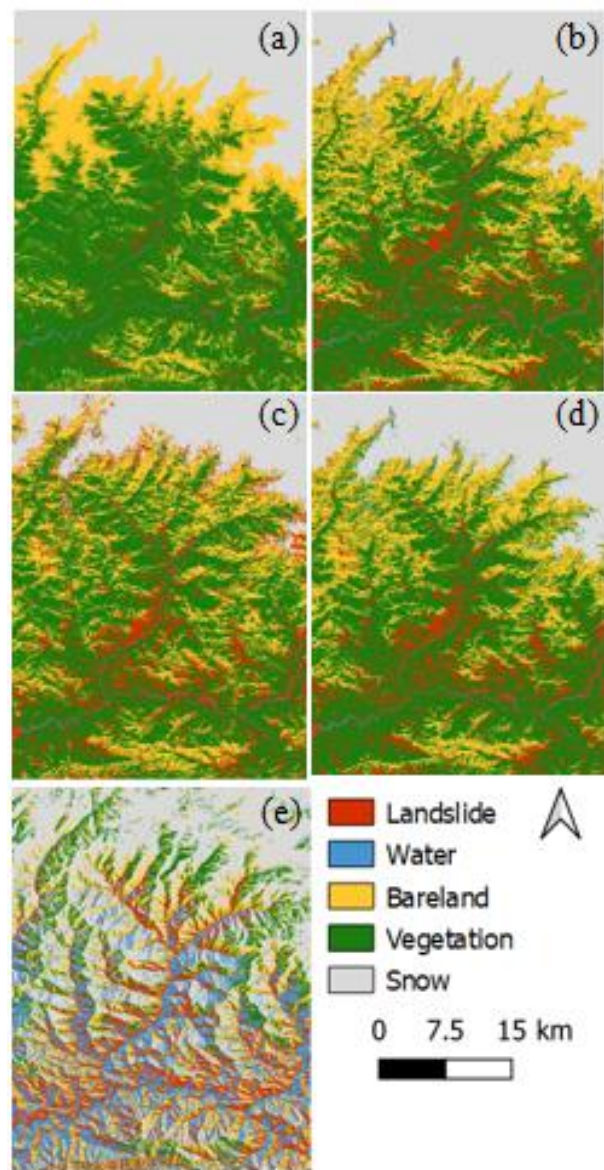 (a)
(b)
(c)
(d)
(e)
Landslide
Water
Bareland
Vegetation
Snow
0 7.5 15 km